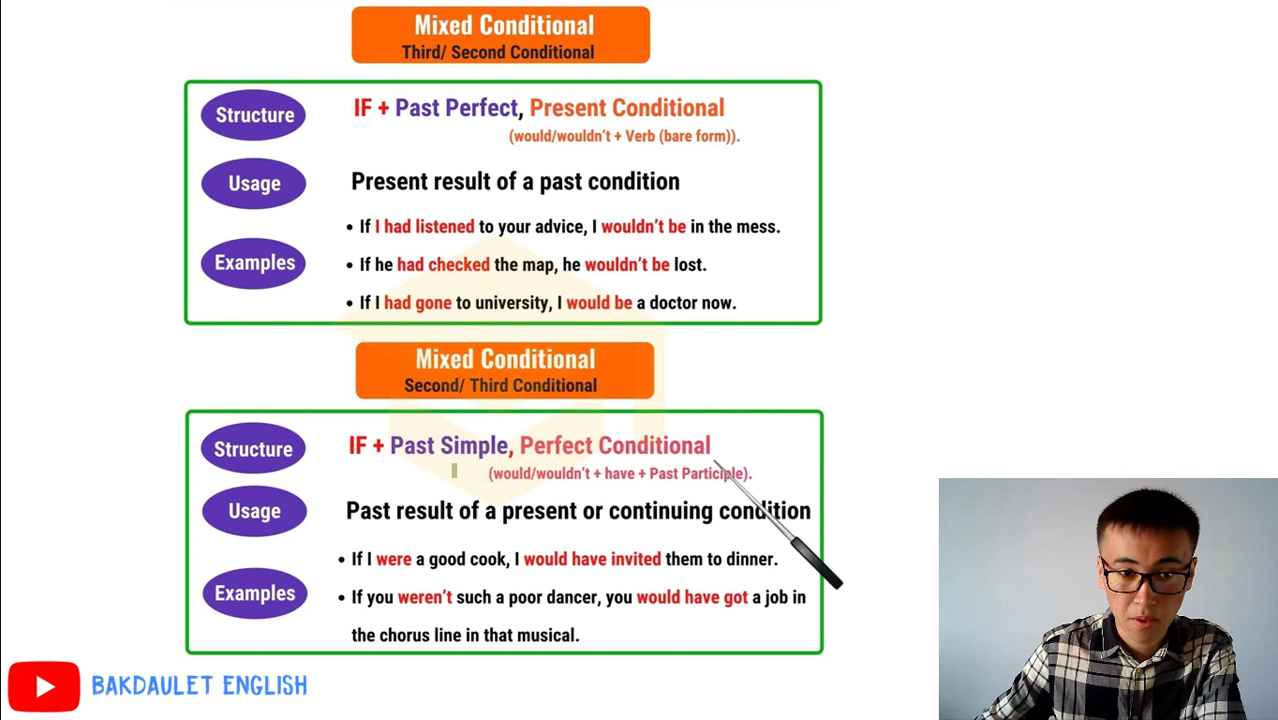 Mixed Conditional
Third/ Second Conditional
Structure
IF + Past Perfect, Present Conditional
(would/wouldn't + Verb (bare form)).
Usage
Present result of a past condition
Examples
• If I had listened to your advice, I wouldn't be in the mess.
• If he had checked the map, he wouldn't be lost.
• If I had gone to university, I would be a doctor now.
Mixed Conditional
Second/ Third Conditional
Structure
IF + Past Simple, Perfect Conditional
(would/wouldn't + have + Past Participle).
Usage
Past result of a present or continuing condition
Examples
• If I were a good cook, I would have invited them to dinner.
• If you weren't such a poor dancer, you would have got a job in
the chorus line in that musical.
BAKDAULET ENGLISH